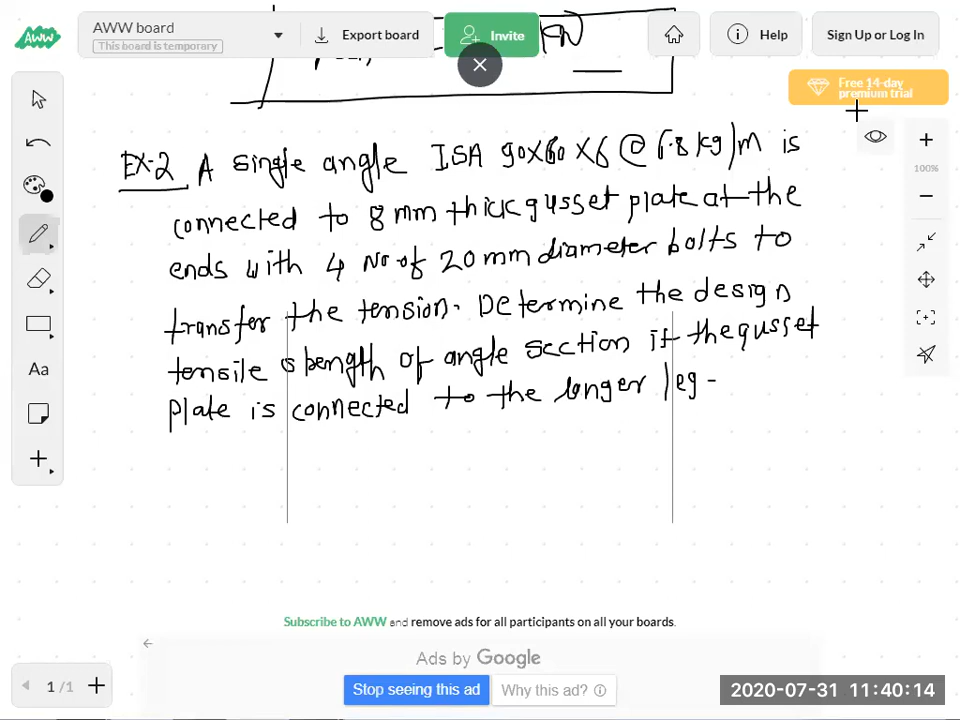 AWW board
This board is temporary
Export board
Invite
Help
Sign Up or Log In
Free 14-day
premium trial
EX-2 A single angle ISA 90X60 X6 @ 6.8 kg/m is
connected to 8 mm thick gusset plate at the
ends with 4 No of 20 mm diameter bolts to
transfer the tension. Determine the design
tensile strength of angle section if the gusset
plate is connected to the longer leg -
100%
Aa
Subscribe to AWW and remove ads for all participants on all your boards.
Ads by Google
Stop seeing this ad
Why this ad?
1 /1
2020-07-31 11:40:14